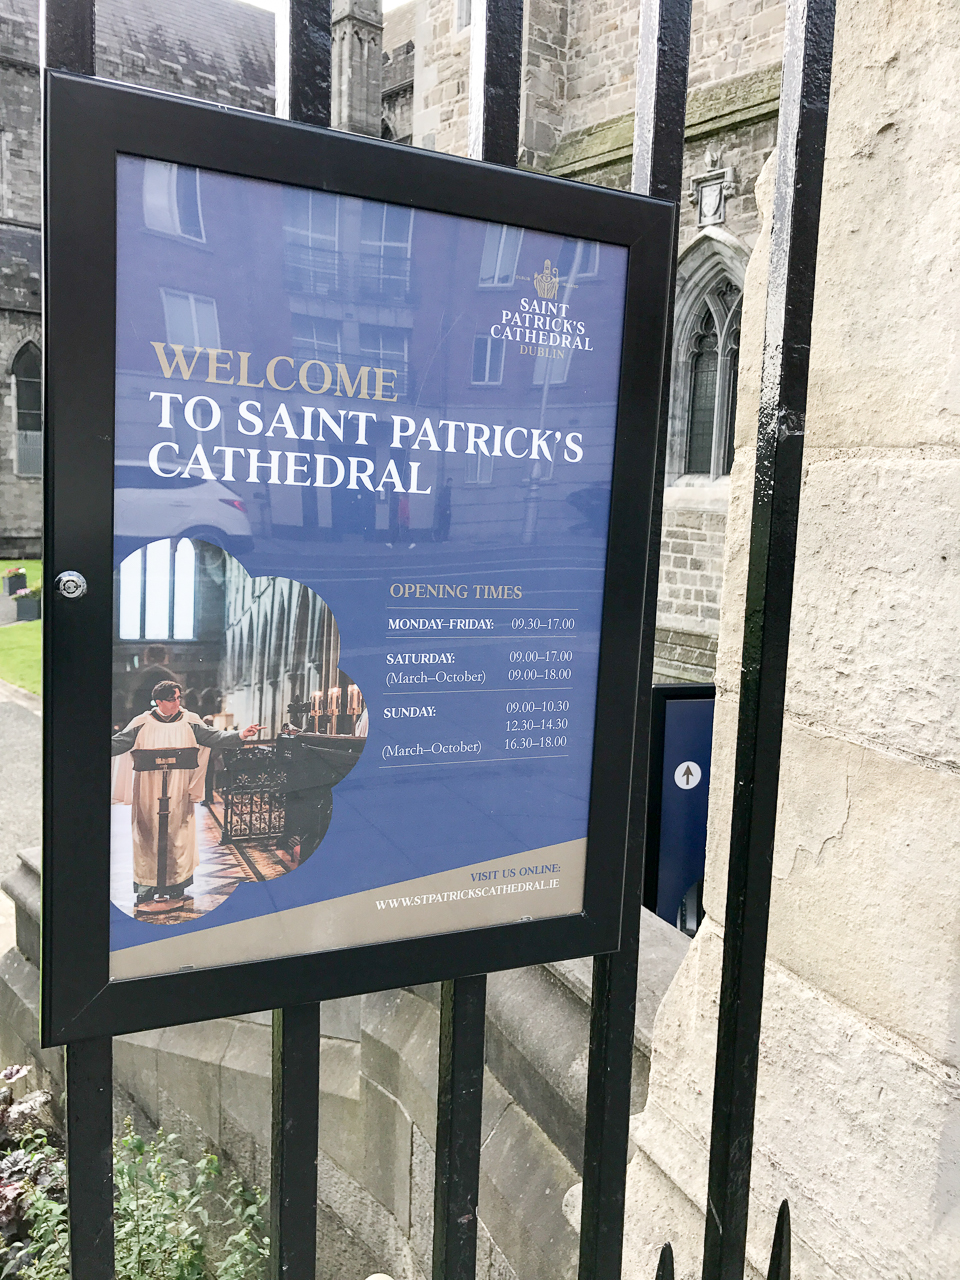 SAINT
PATRICK'S
CATHEDRAL
DUBLIN
WELCOME
TO SAINT PATRICK'S
CATHEDRAL
OPENING TIMES
MONDAY–FRIDAY: 09.30–17.00
SATURDAY: 09.00–17.00
(March–October) 09.00–18.00
SUNDAY: 09.00–10.30
12.30–14.30
(March–October) 16.30–18.00
VISIT US ONLINE:
WWW.STPATRICKSCATHEDRAL.IE